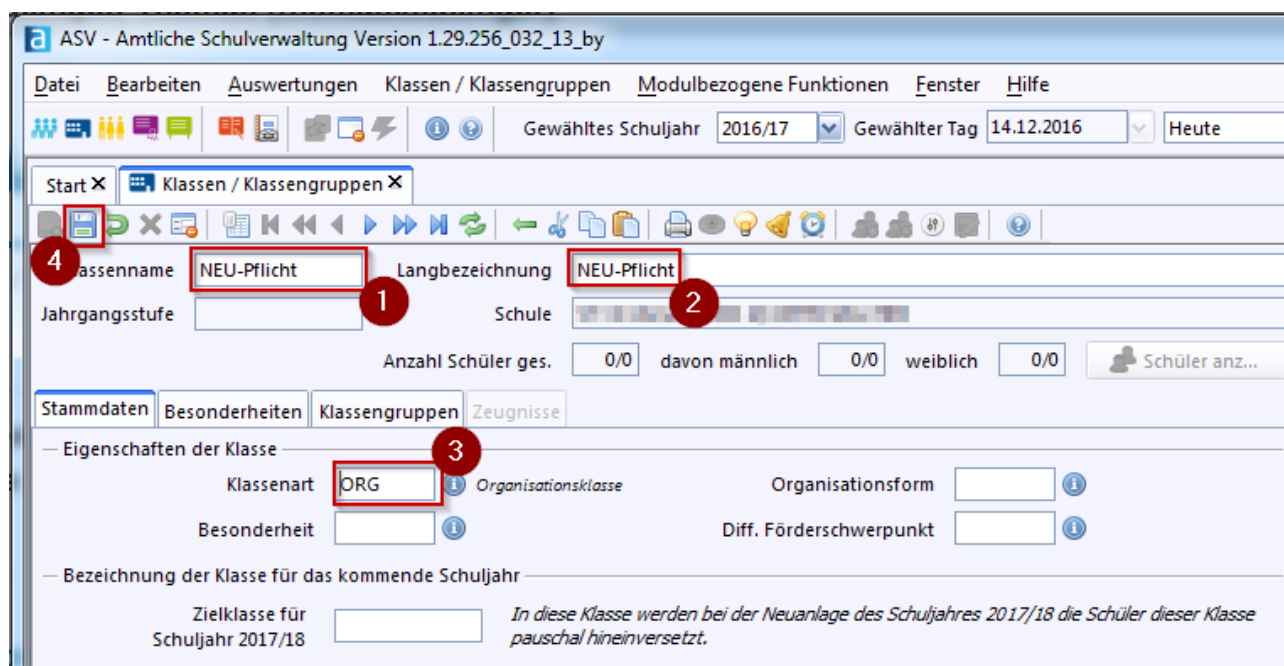 ASV - Amtliche Schulverwaltung Version 1.29.256_032_13_by
Datei Bearbeiten Auswertungen Klassen / Klassengruppen Modulbezogene Funktionen Fenster Hilfe
Gewähltes Schuljahr 2016/17 Gewählter Tag 14.12.2016 Heute
Start Klassen / Klassengruppen
4 assenname NEU-Pflicht 1 Langbezeichnung NEU-Pflicht 2
Jahrgangsstufe Schule
Anzahl Schüler ges. 0/0 davon männlich 0/0 weiblich 0/0 Schüler anz...
Stammdaten Besonderheiten Klassengruppen Zeugnisse
Eigenschaften der Klasse 3
Klassenart ORG Organisationsklasse Organisationsform
Besonderheit Diff. Förderschwerpunkt
Bezeichnung der Klasse für das kommende Schuljahr
Zielklasse für In diese Klasse werden bei der Neuanlage des Schuljahres 2017/18 die Schüler dieser Klasse
Schuljahr 2017/18 pauschal hineinversetzt.